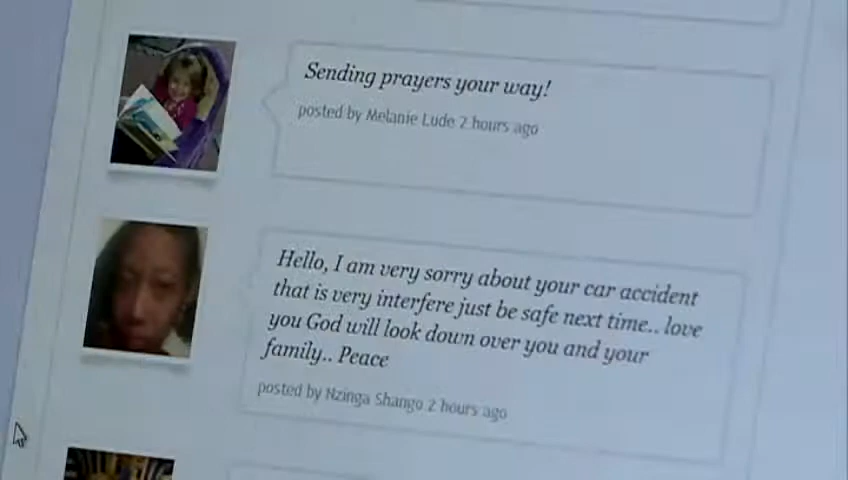 Sending prayers your way!
posted by Melanie Lude 2 hours ago
Hello, I am very sorry about your car accident
that is very interfere just be safe next time.. love
you God will look down over you and your
family.. Peace
posted by Nzinga Shango 2 hours ago